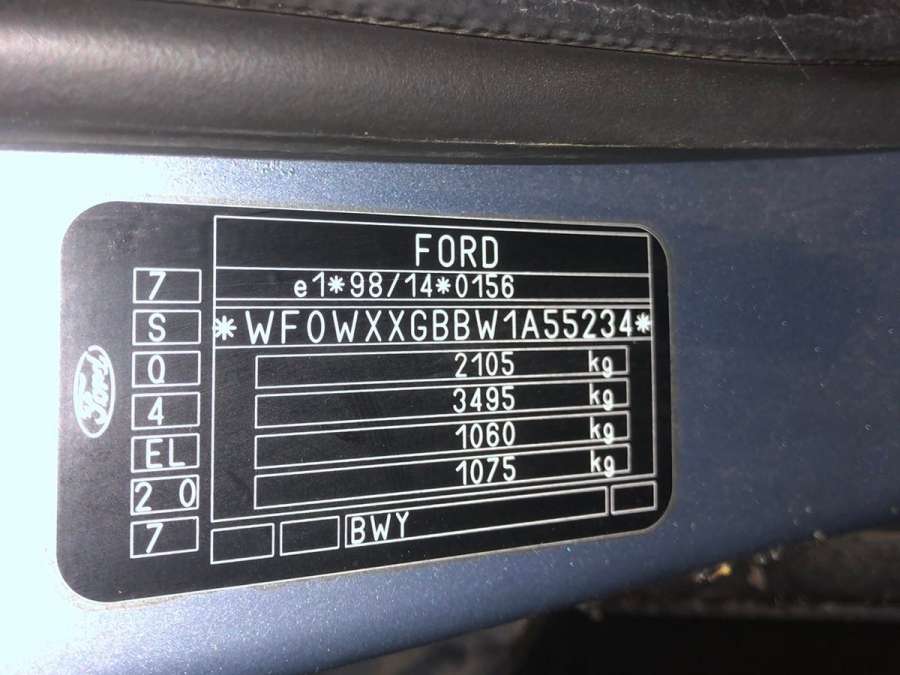 FORD
e1*98/14*0156
*WF0WXXGBBW1A55234*
2105 kg
3495 kg
1060 kg
1075 kg
BWY
7
S
Q
4
EL
2 0
7
Ford